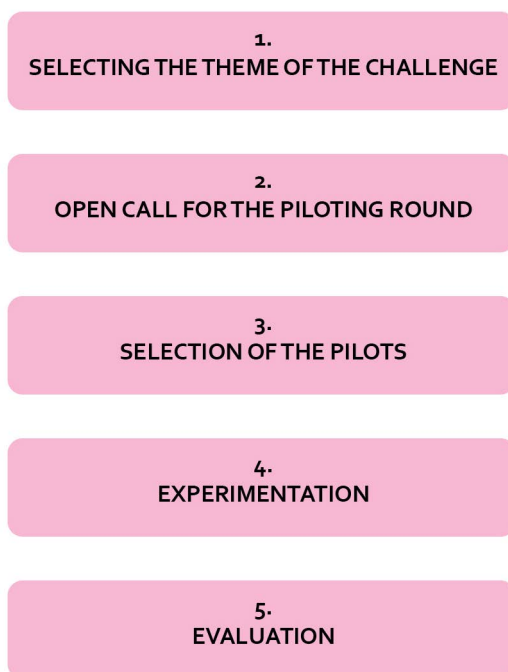 1.
SELECTING THE THEME OF THE CHALLENGE
2.
OPEN CALL FOR THE PILOTING ROUND
3.
SELECTION OF THE PILOTS
4.
EXPERIMENTATION
5.
EVALUATION